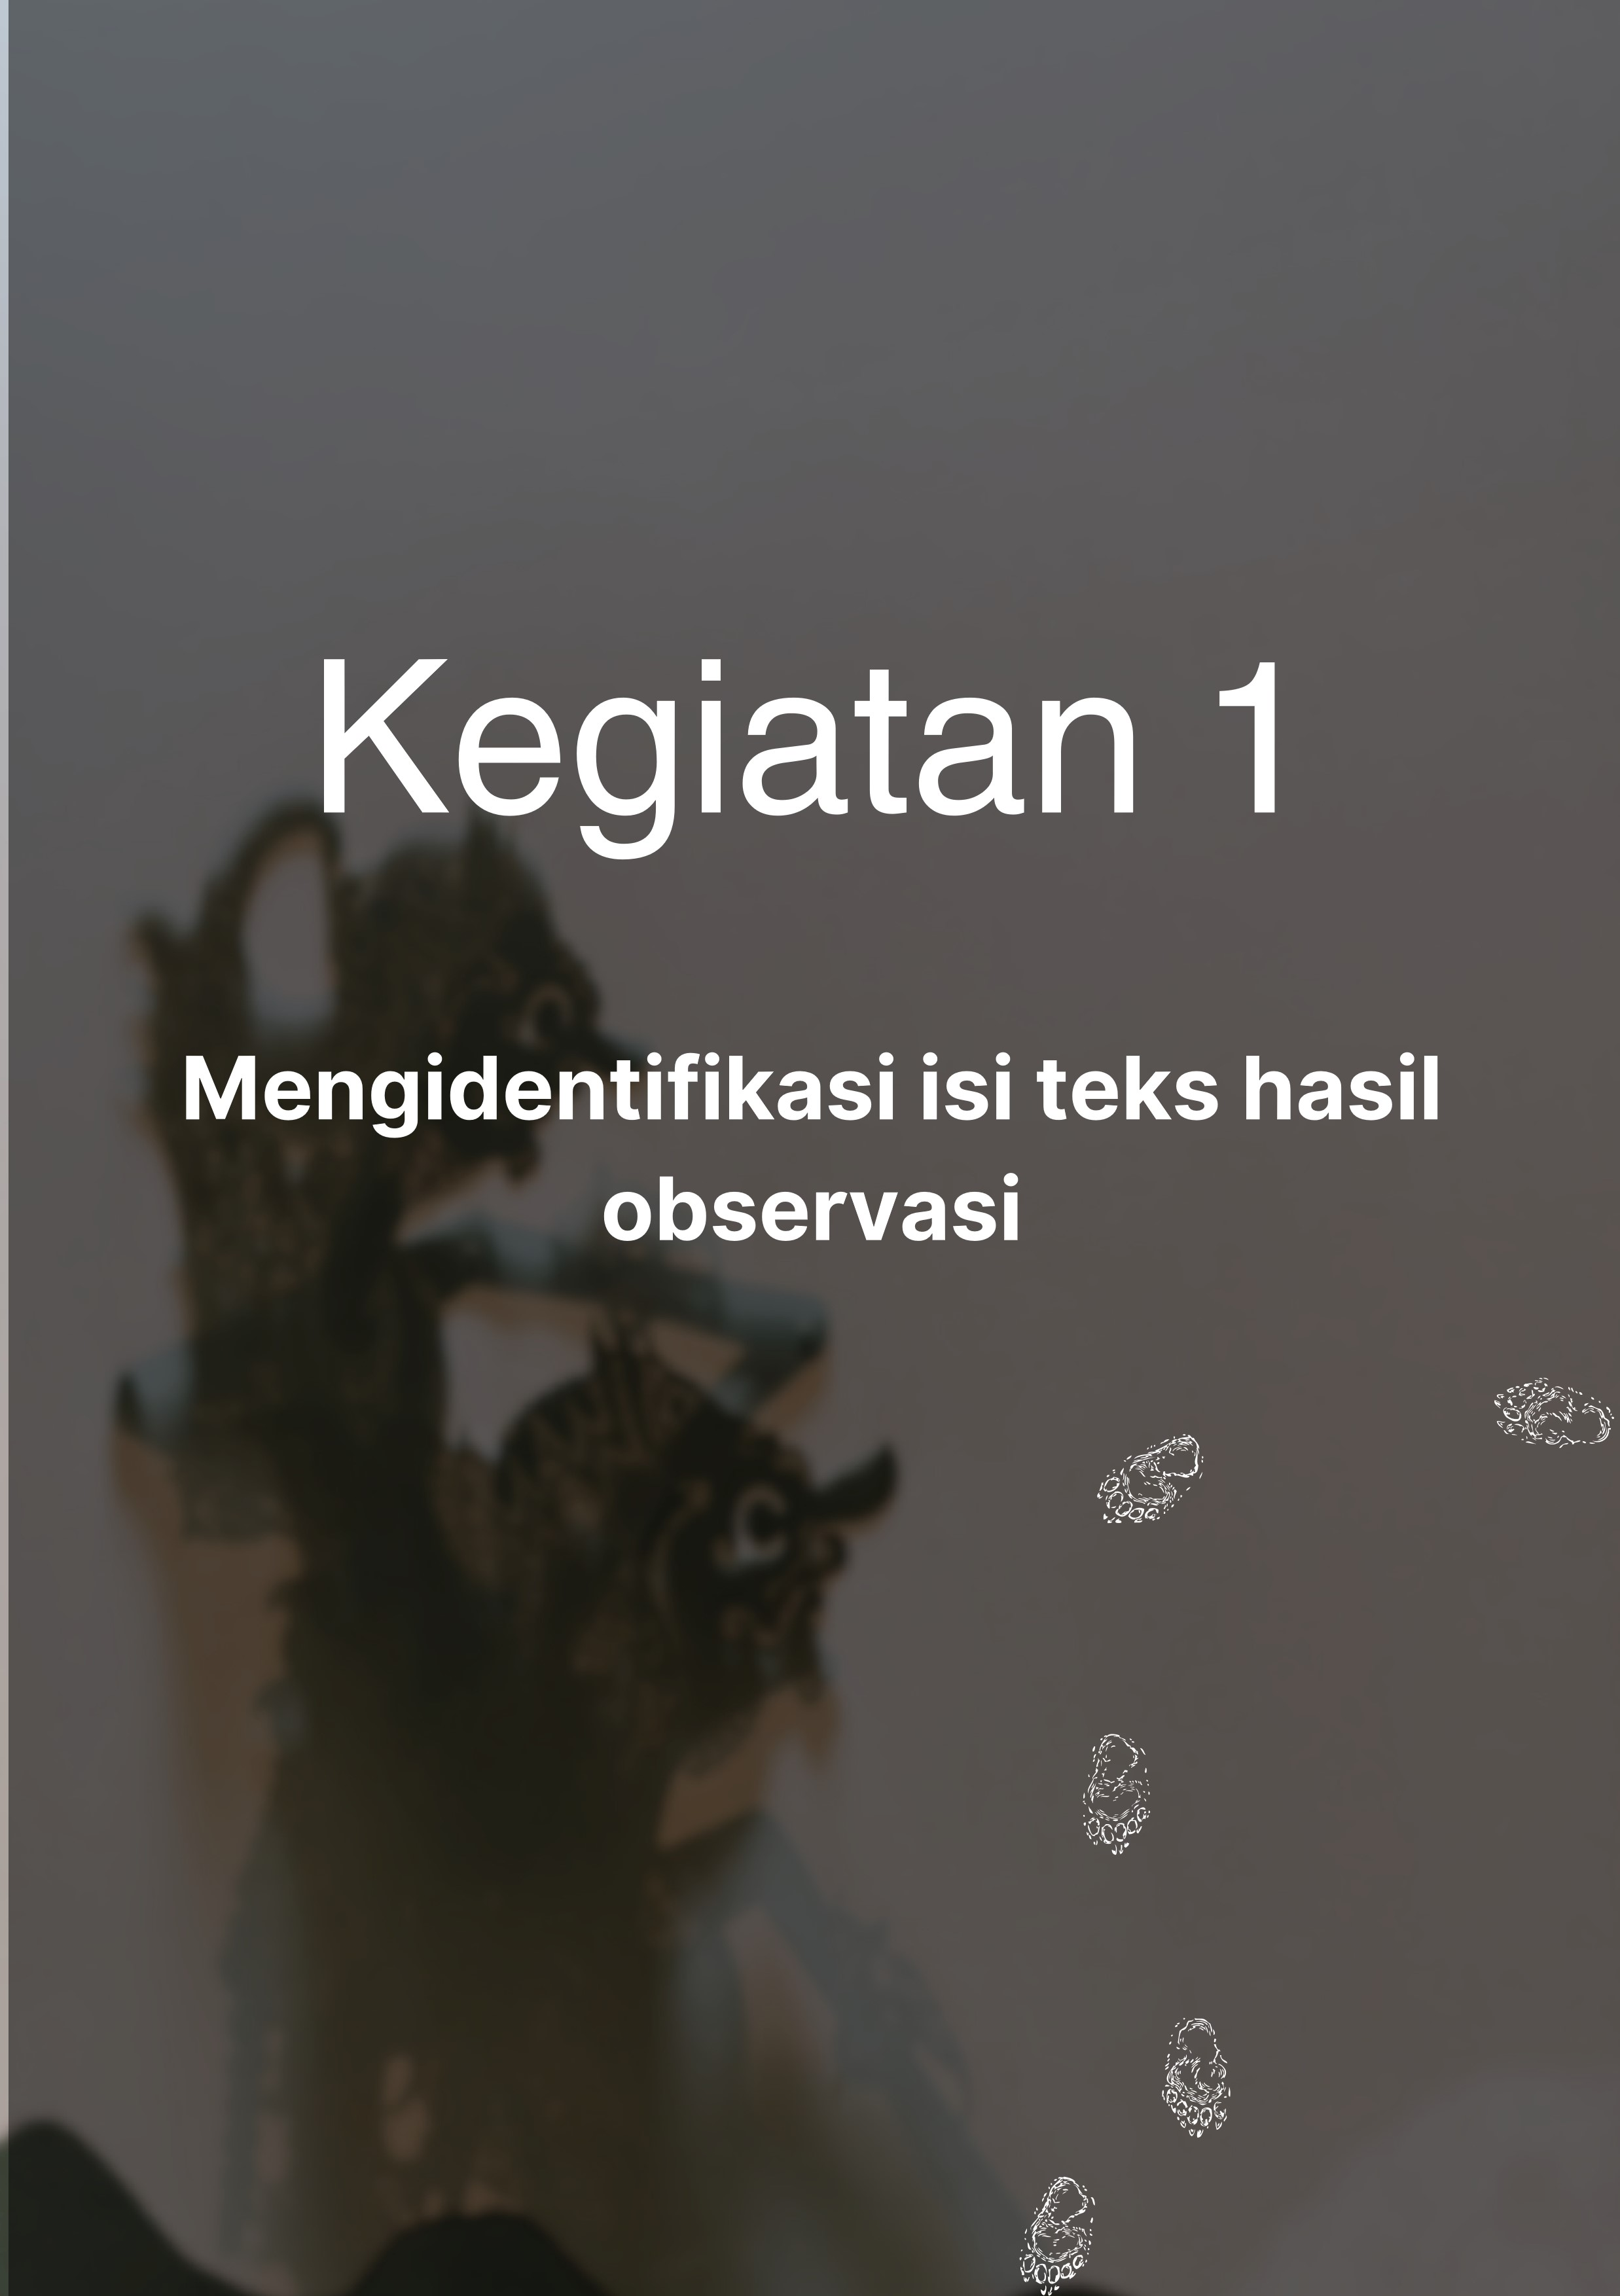 Kegiatan 1
Mengidentifikasi isi teks hasil
observasi